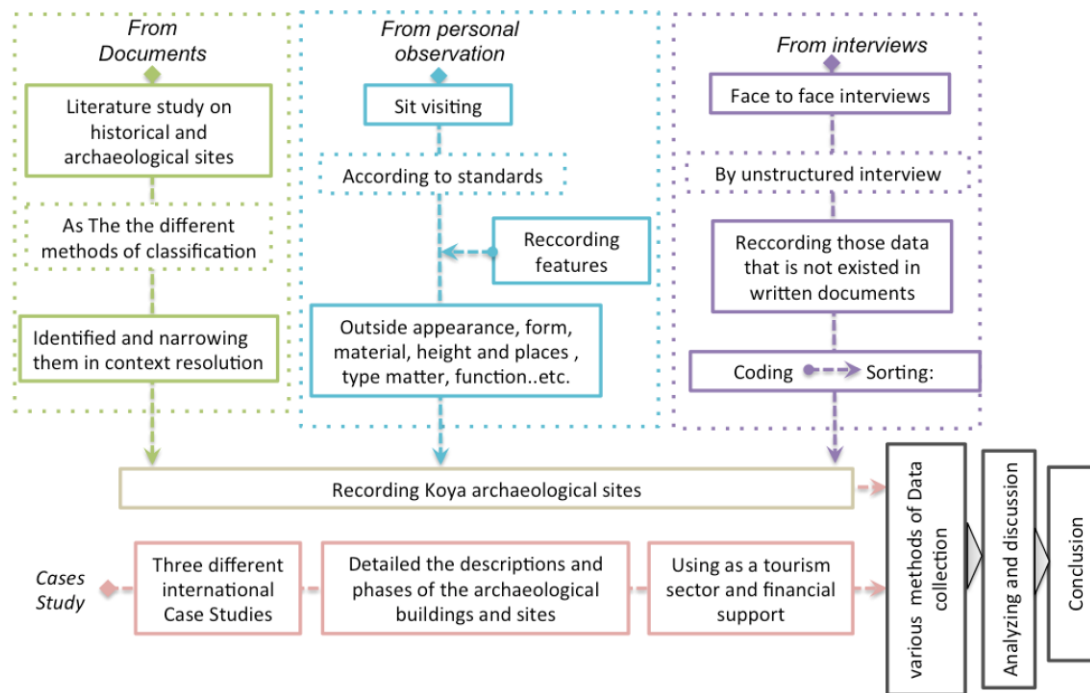 From
Documents
Literature study on
historical and
archaeological sites
As The the different
methods of classification
Identified and narrowing
them in context resolution
From personal
observation
Sit visiting
According to standards
Reccording
features
Outside appearance, form,
material, height and places ,
type matter, function..etc.
From interviews
Face to face interviews
By unstructured interview
Reccording those data
that is not existed in
written documents
Coding
Sorting:
Recording Koya archaeological sites
Cases
Study
Three different
international
Case Studies
Detailed the descriptions and
phases of the archaeological
buildings and sites
Using as a tourism
sector and financial
support
various methods of Data
collection
Analyzing and discussion
Conclusion